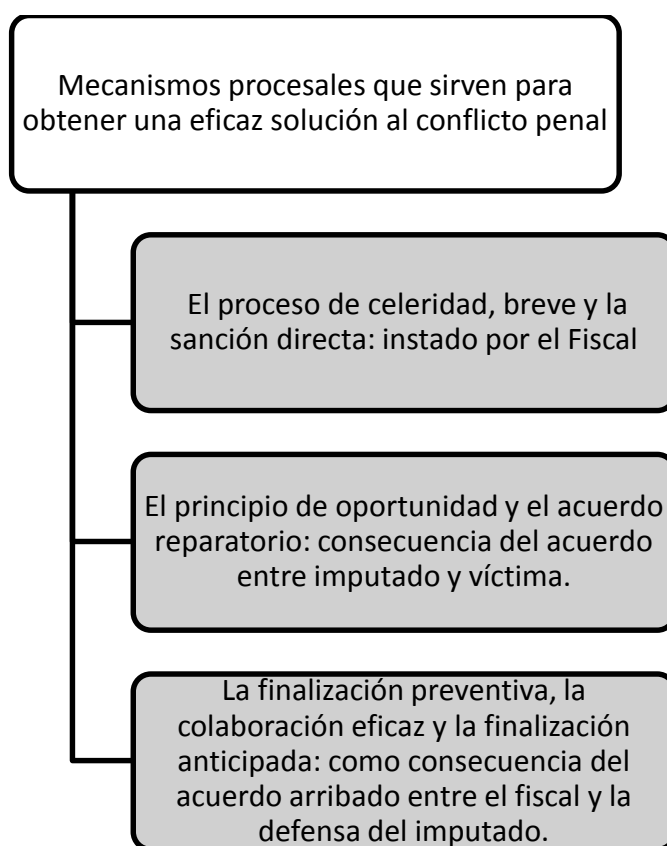 Mecanismos procesales que sirven para
obtener una eficaz solución al conflicto penal
El proceso de celeridad, breve y la
sanción directa: instado por el Fiscal
El principio de oportunidad y el acuerdo
reparatorio: consecuencia del acuerdo
entre imputado y víctima.
La finalización preventiva, la
colaboración eficaz y la finalización
anticipada: como consecuencia del
acuerdo arribado entre el fiscal y la
defensa del imputado.